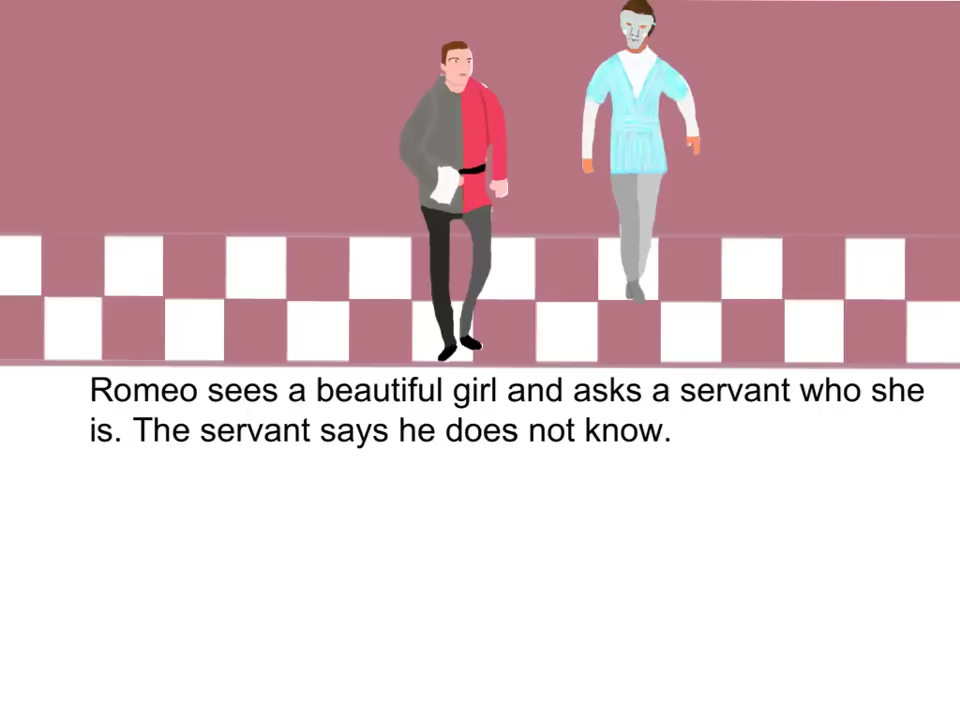 Romeo sees a beautiful girl and asks a servant who she
is. The servant says he does not know.